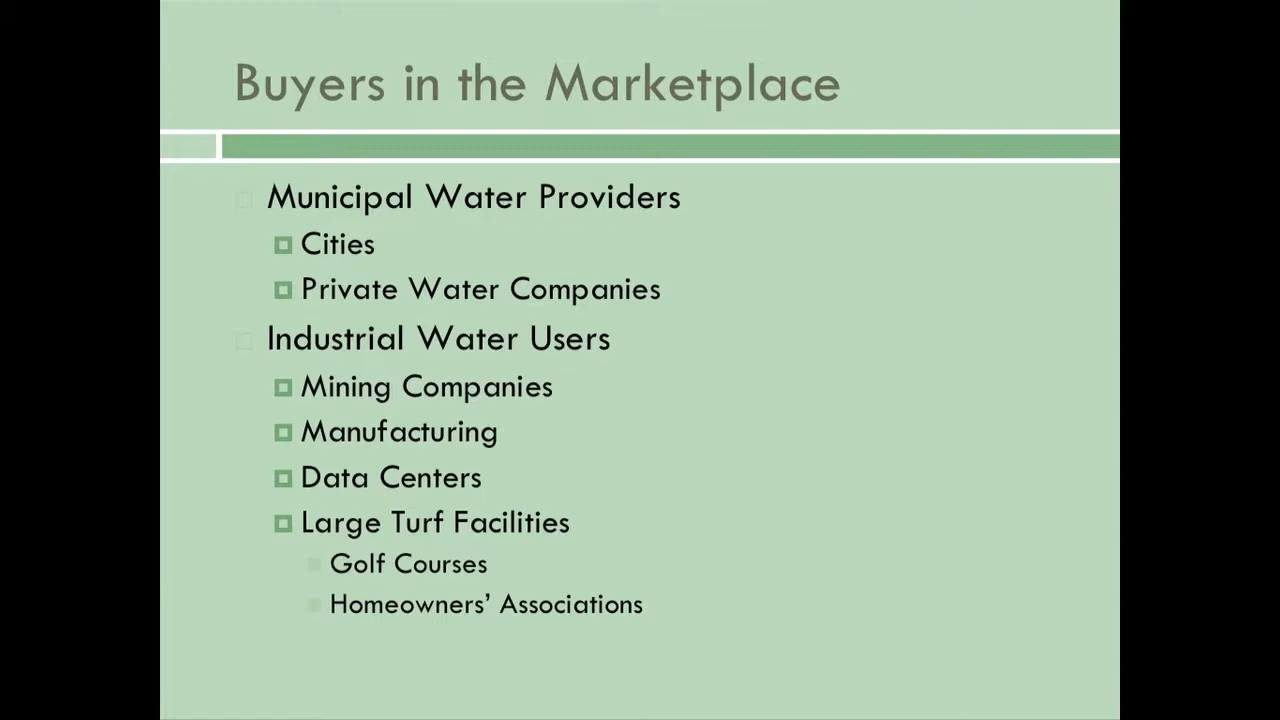 Buyers in the Marketplace
Municipal Water Providers
Cities
Private Water Companies
Industrial Water Users
Mining Companies
Manufacturing
Data Centers
Large Turf Facilities
Golf Courses
Homeowners’ Associations